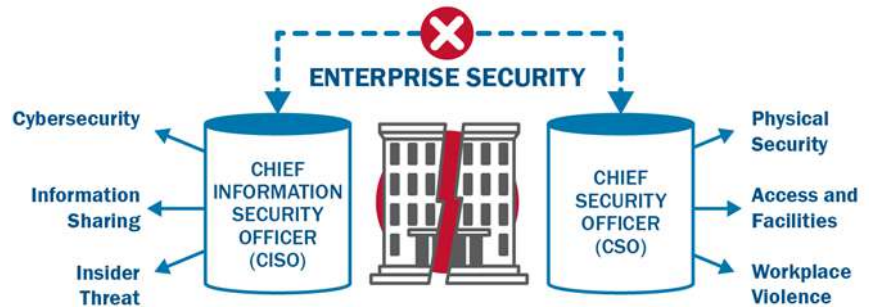 ENTERPRISE SECURITY
Cybersecurity
Information
Sharing
Insider
Threat
CHIEF
INFORMATION
SECURITY
OFFICER
(CISO)
CHIEF
SECURITY
OFFICER
(CSO)
Physical
Security
Access and
Facilities
Workplace
Violence